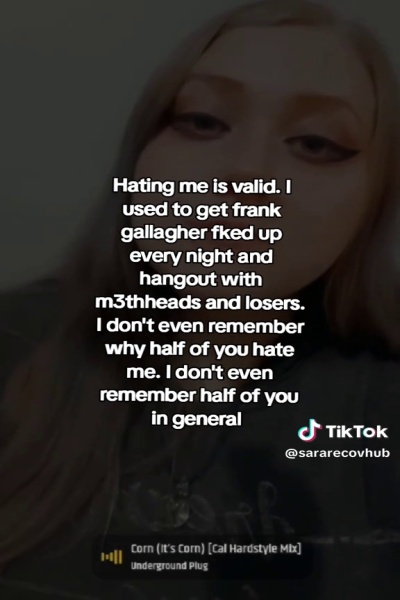 Hating me is valid. I
used to get frank
gallagher fked up
every night and
hangout with
m3thheads and losers.
I don't even remember
why half of you hate
me. I don't even
remember half of you
in general
TikTok
@sararecovhub
Corn (It's Corn) [Cal Hardstyle Mix]
Underground Plug